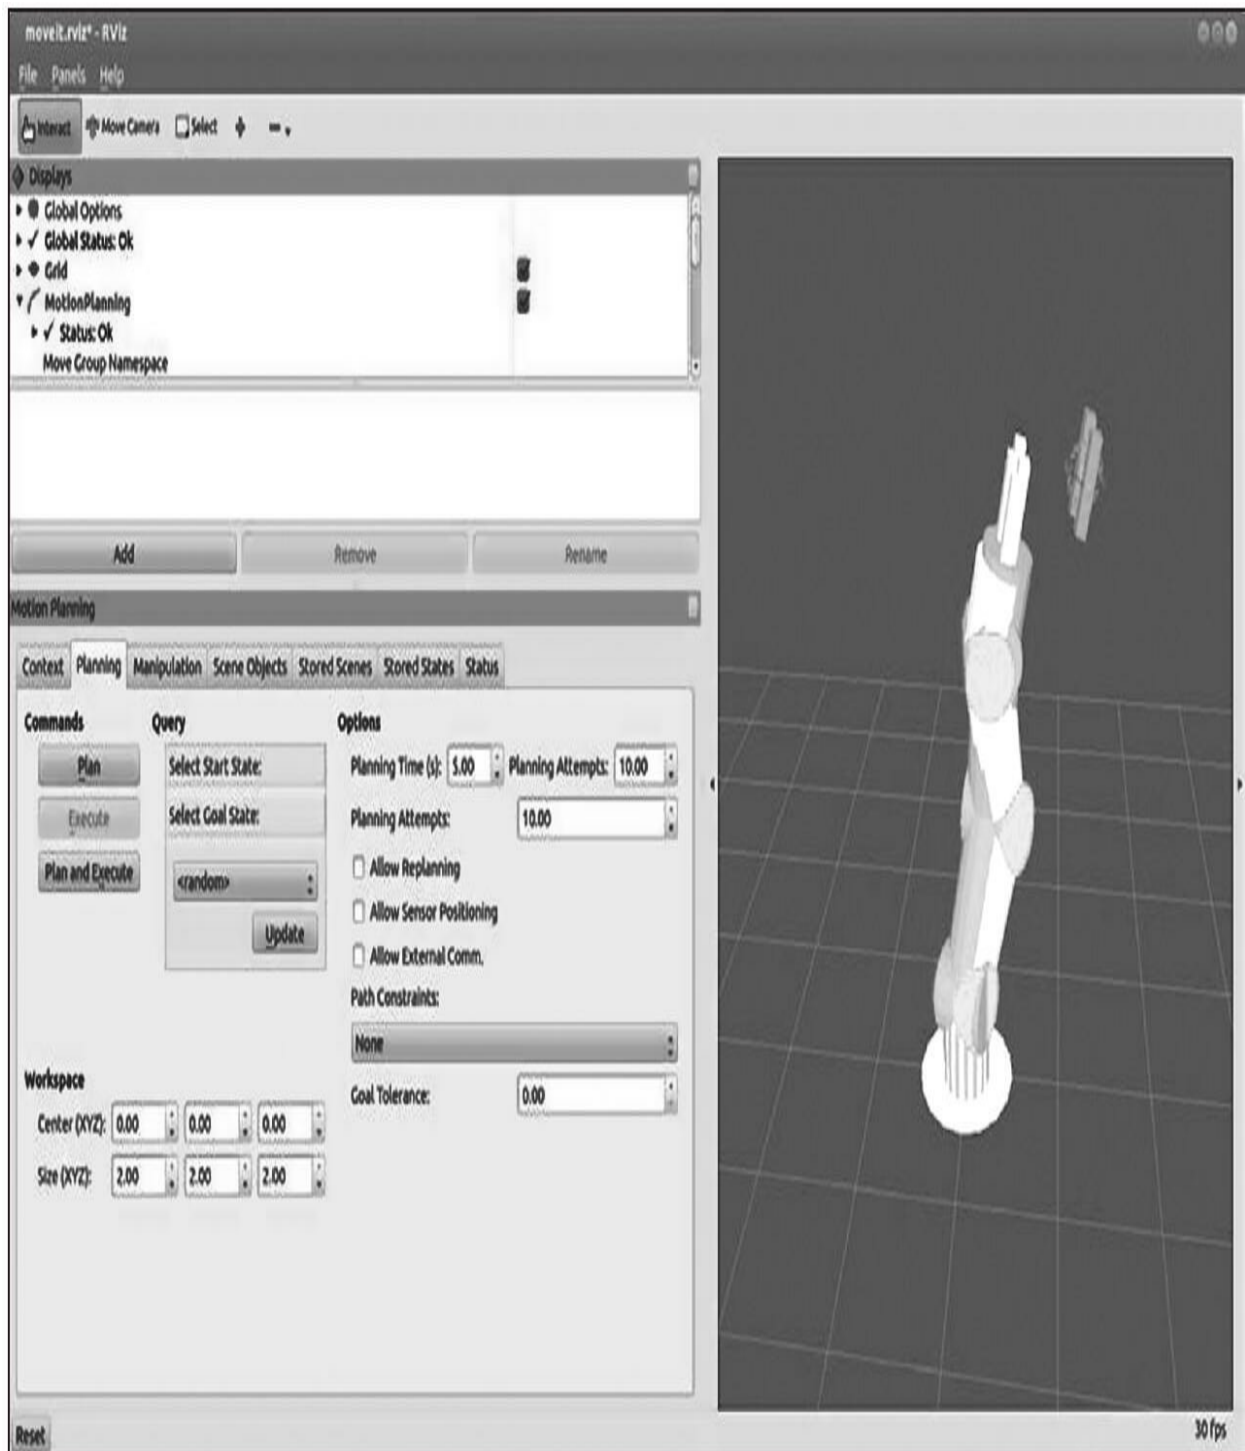 moveit.rviz* - RViz
File Panels Help
Interact Move Camera Select
Displays
Global Options
Global Status: Ok
Grid
MotionPlanning
Status: Ok
Move Group Namespace
Add Remove Rename
Motion Planning
Context Planning Manipulation Scene Objects Stored Scenes Stored States Status
Commands Query Options
Plan Select Start State: Planning Time (s): 5.00 Planning Attempts: 10.00
Execute Select Goal State: Planning Attempts: 10.00
Plan and Execute <random> Allow Replanning
Allow Sensor Positioning
Update
Allow External Comm.
Path Constraints:
None
Workspace
Goal Tolerance: 0.00
Center (XYZ): 0.00 0.00 0.00
Size (XYZ): 2.00 2.00 2.00
Reset 30 fps